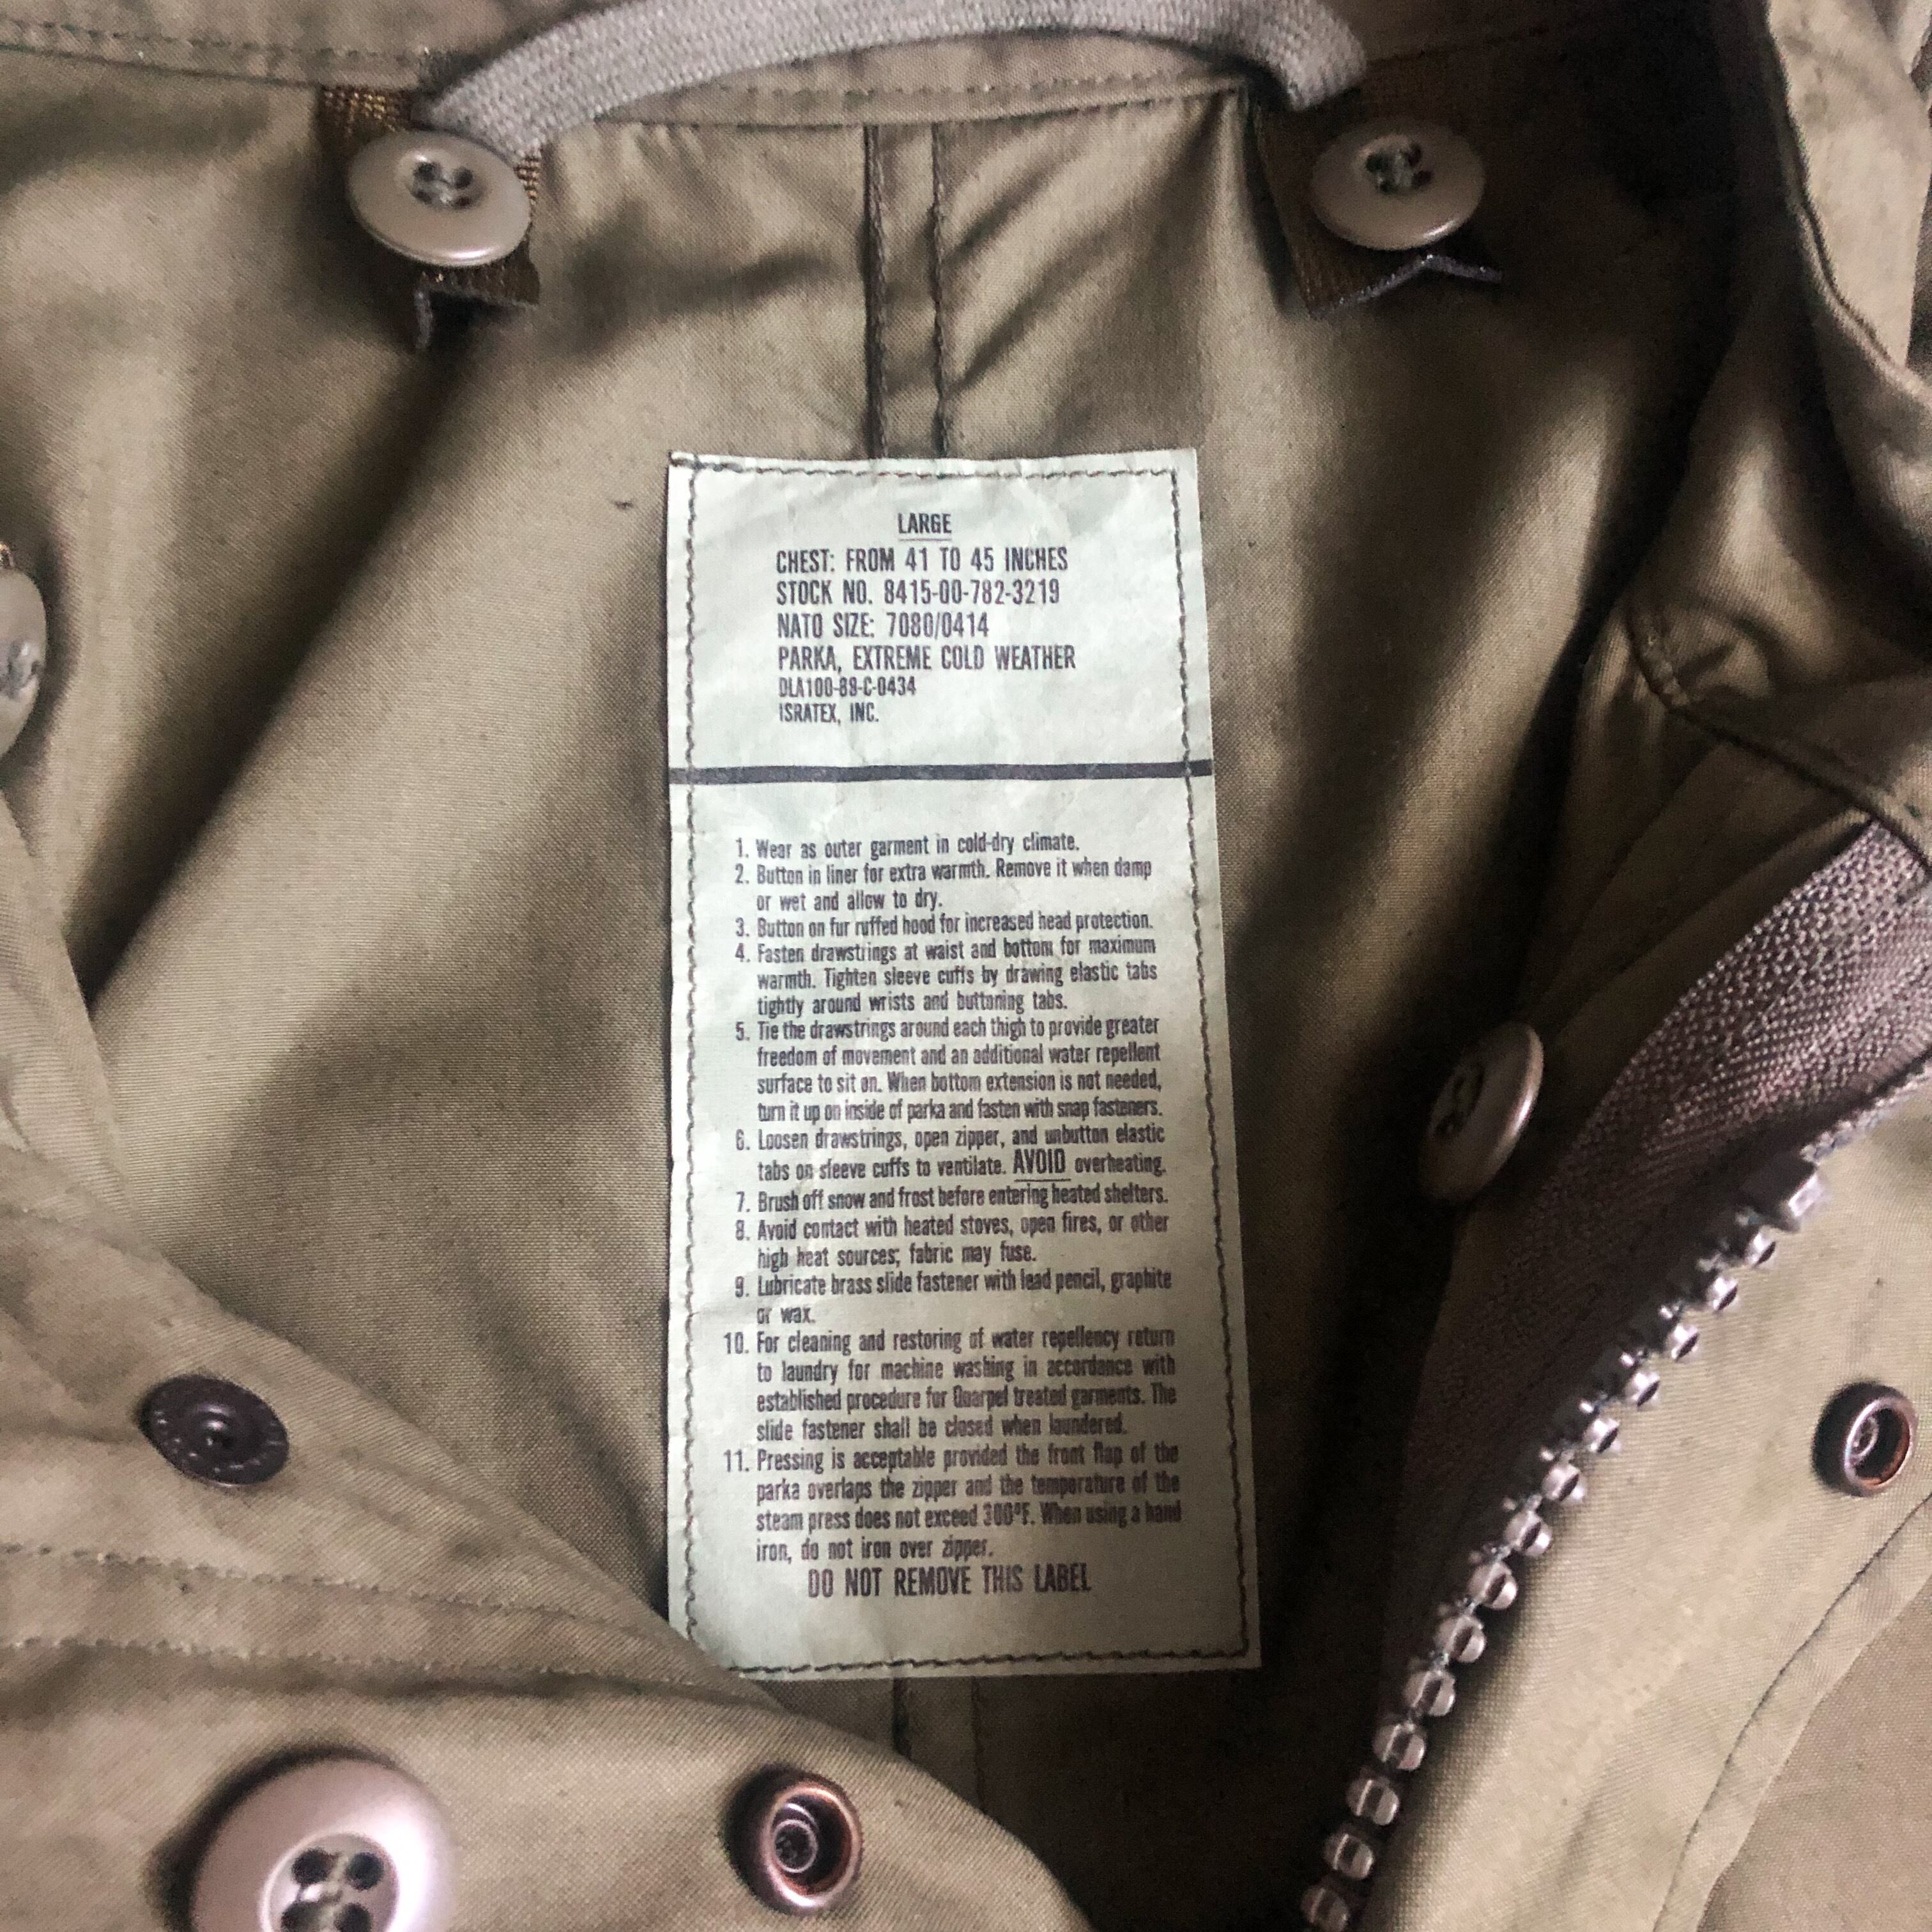 LARGE
CHEST: FROM 41 TO 45 INCHES
STOCK NO. 8415-00-782-3219
NATO SIZE: 7080/0414
PARKA, EXTREME COLD WEATHER
DLA100-89-C-0434
ISRATEX, INC.
1. Wear as outer garment in cold-dry climate.
2. Button in liner for extra warmth. Remove it when damp
or wet and allow to dry.
3. Button on fur ruffed hood for increased head protection.
4. Fasten drawstrings at waist and bottom for maximum
warmth. Tighten sleeve cuffs by drawing elastic tabs
tightly around wrists and buttoning tabs.
5. Tie the drawstrings around each thigh to provide greater
freedom of movement and an additional water repellent
surface to sit on. When bottom extension is not needed,
turn it up on inside of parka and fasten with snap fasteners.
6. Loosen drawstrings, open zipper, and unbutton elastic
tabs on sleeve cuffs to ventilate. AVOID overheating.
7. Brush off snow and frost before entering heated shelters.
8. Avoid contact with heated stoves, open fires, or other
high heat sources; fabric may fuse.
9. Lubricate brass slide fastener with lead pencil, graphite
or wax.
10. For cleaning and restoring of water repellency return
to laundry for machine washing in accordance with
established procedure for Quarpel treated garments. The
slide fastener shall be closed when laundered.
11. Pressing is acceptable provided the front flap of the
parka overlaps the zipper and the temperature of the
steam press does not exceed 300°F. When using a hand
iron, do not iron over zipper.
DO NOT REMOVE THIS LABEL